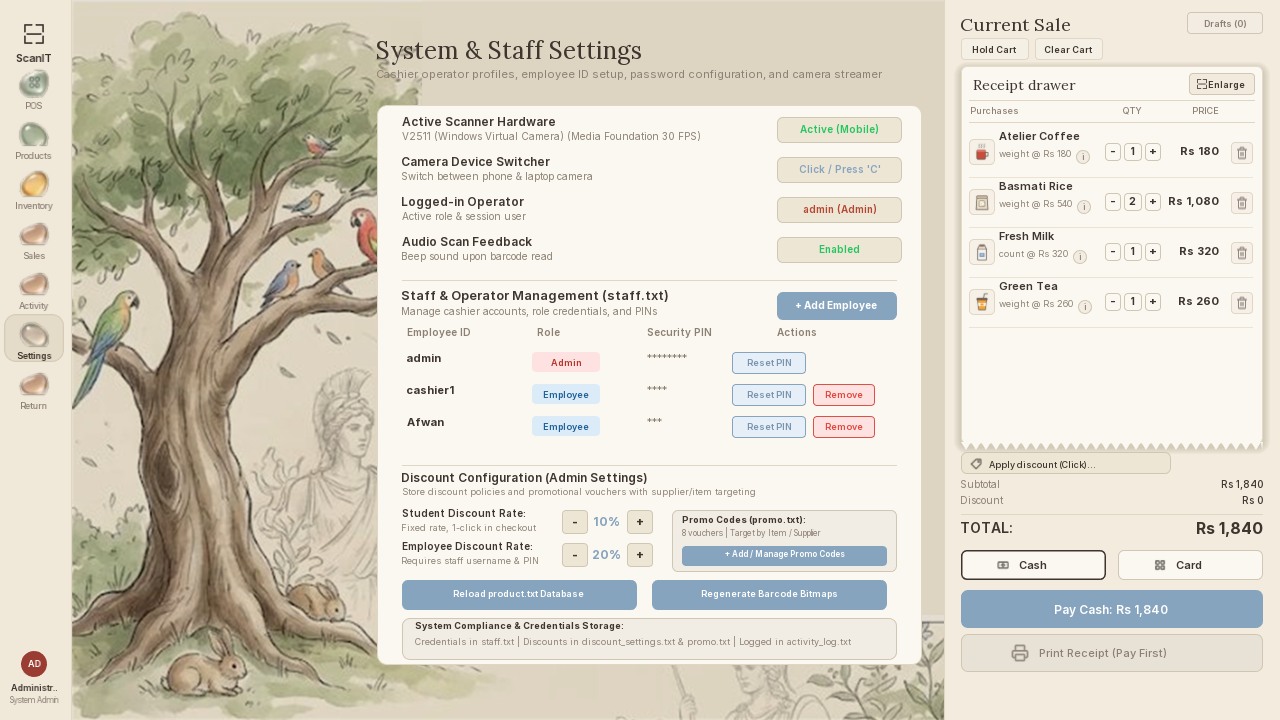 ScanIT
POS
Products
Inventory
Sales
Activity
Settings
Return
AD
Administr..
System Admin
System & Staff Settings
Cashier operator profiles, employee ID setup, password configuration, and camera streamer
Active Scanner Hardware
V2511 (Windows Virtual Camera) (Media Foundation 30 FPS)
Active (Mobile)
Camera Device Switcher
Switch between phone & laptop camera
Click / Press 'C'
Logged-in Operator
Active role & session user
admin (Admin)
Audio Scan Feedback
Beep sound upon barcode read
Enabled
Staff & Operator Management (staff.txt)
Manage cashier accounts, role credentials, and PINs
+ Add Employee
Employee ID Role Security PIN Actions
admin Admin ******** Reset PIN
cashier1 Employee **** Reset PIN Remove
Afwan Employee *** Reset PIN Remove
Discount Configuration (Admin Settings)
Store discount policies and promotional vouchers with supplier/item targeting
Student Discount Rate:
Fixed rate, 1-click in checkout
- 10% +
Employee Discount Rate:
Requires staff username & PIN
- 20% +
Promo Codes (promo.txt):
8 vouchers | Target by Item / Supplier
+ Add / Manage Promo Codes
Reload product.txt Database
Regenerate Barcode Bitmaps
System Compliance & Credentials Storage:
Credentials in staff.txt | Discounts in discount_settings.txt & promo.txt | Logged in activity_log.txt
Current Sale
Drafts (0)
Hold Cart
Clear Cart
Receipt drawer
Enlarge
Purchases QTY PRICE
Atelier Coffee
weight @ Rs 180 i
- 1 + Rs 180
Basmati Rice
weight @ Rs 540 i
- 2 + Rs 1,080
Fresh Milk
count @ Rs 320 i
- 1 + Rs 320
Green Tea
weight @ Rs 260 i
- 1 + Rs 260
Apply discount (Click)...
Subtotal Rs 1,840
Discount Rs 0
TOTAL: Rs 1,840
Cash
Card
Pay Cash: Rs 1,840
Print Receipt (Pay First)